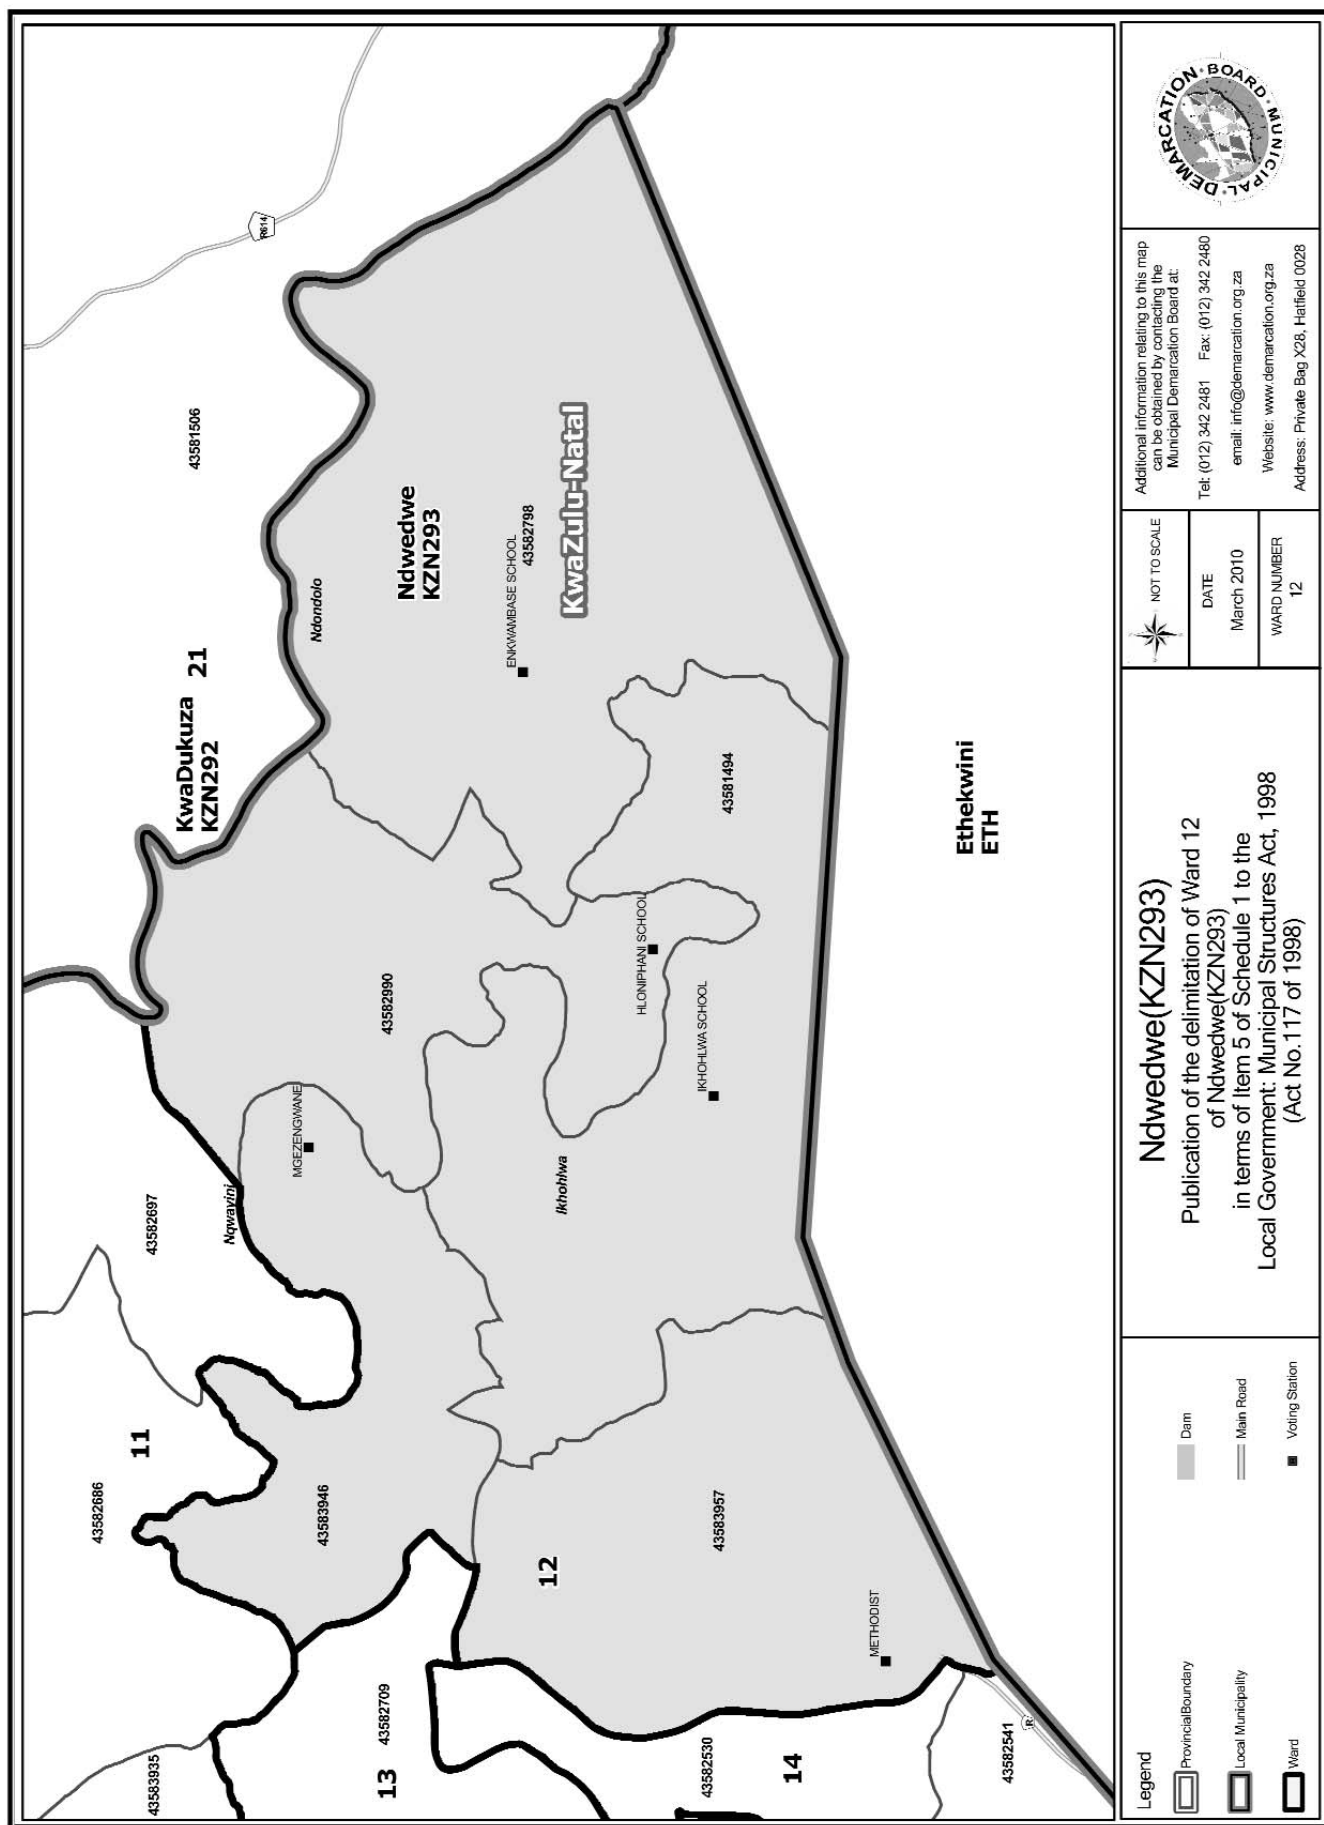 43583935
43582686
11
43582697
KwaDukuza
KZN292
21
43581506
R614
13
43582709
43583946
Nqwayini
MGEZENGWANE
43582990
Ndondolo
Ndwedwe
KZN293
12
Ikhohlwa
ENKWAMBASE SCHOOL
43582798
KwaZulu-Natal
HLONIPHANI SCHOOL
43582530
14
43583957
IKHOHLWA SCHOOL
43581494
METHODIST
43582541
R
Ethekwini
ETH
Legend
ProvincialBoundary
Local Municipality
Ward
Dam
Main Road
Voting Station
Ndwedwe(KZN293)
Publication of the delimitation of Ward 12
of Ndwedwe(KZN293)
in terms of Item 5 of Schedule 1 to the
Local Government: Municipal Structures Act, 1998
(Act No.117 of 1998)
NOT TO SCALE
DATE
March 2010
WARD NUMBER
12
Additional information relating to this map
can be obtained by contacting the
Municipal Demarcation Board at:
Tel: (012) 342 2481 Fax: (012) 342 2480
email: info@demarcation.org.za
Website: www.demarcation.org.za
Address: Private Bag X28, Hatfield 0028
MUNICIPAL • DEMARCATION • BOARD •